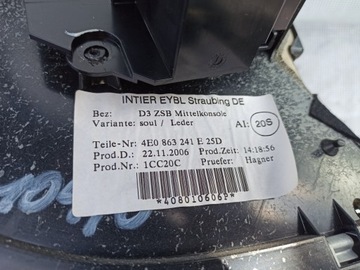 INTIER EYBL Straubing DE
Bez: D3 ZSB Mittelkonsole
Variante: soul / Leder AI: 20S
Teile-Nr: 4E0 863 241 E 25D
Prod.D.: 22.11.2006 Prod.Zeit: 14:18:56
Prod.Nr.: 1CC20C Pruefer: Hagner
*408010606P*